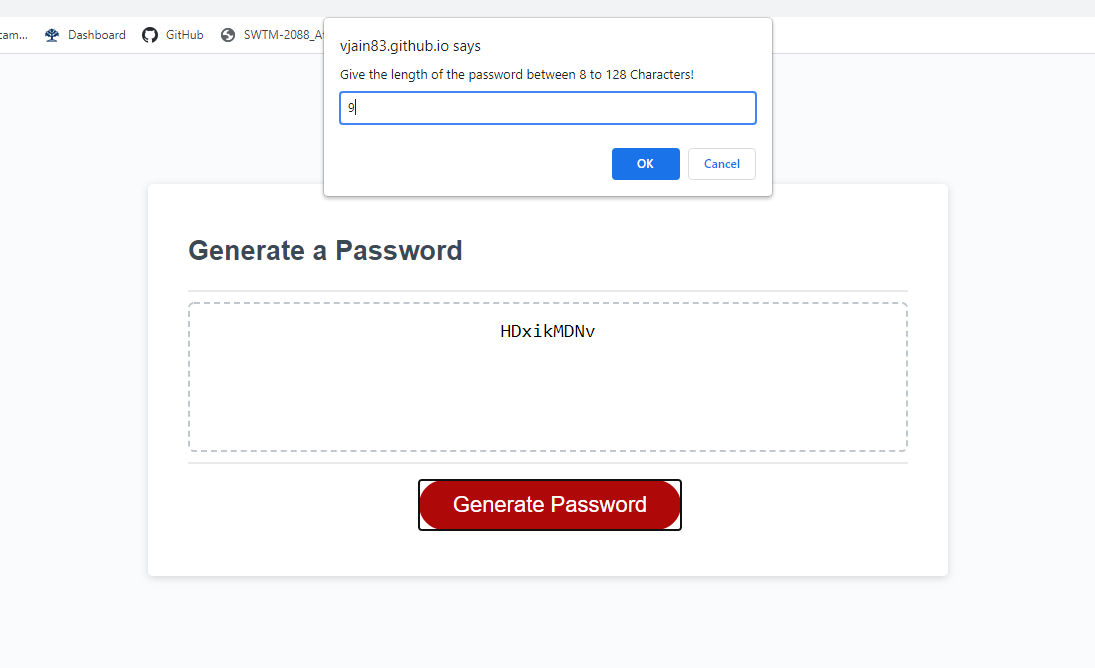 cam... Dashboard GitHub SWTM-2088_A
vjain83.github.io says
Give the length of the password between 8 to 128 Characters!
9
OK Cancel
Generate a Password
HDxikMDNv
Generate Password